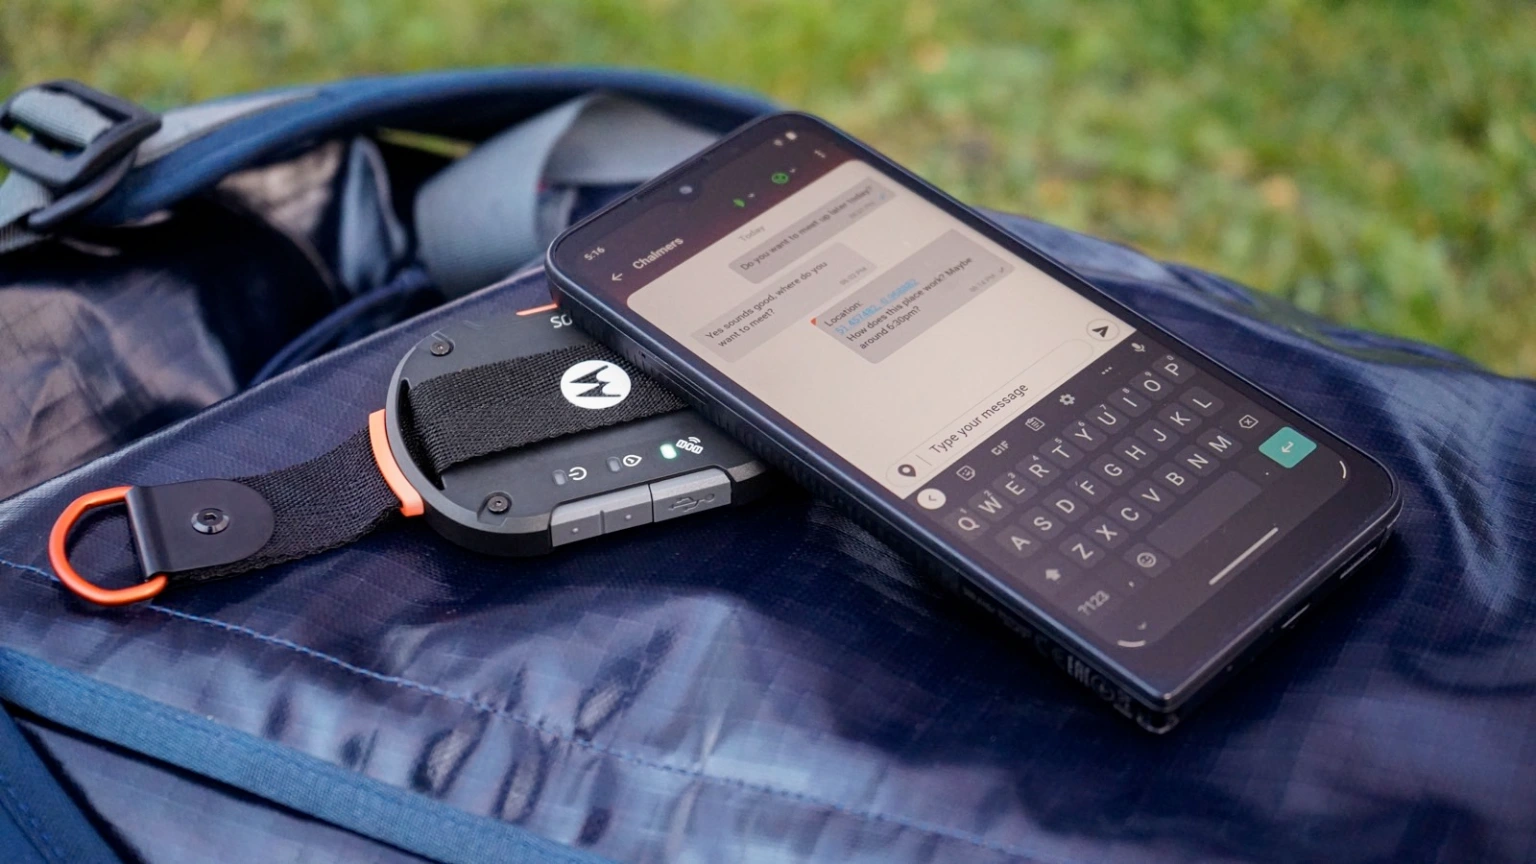 5:16
Chalmers
Today
Do you want to meet up later today?
Yes sounds good, where do you
want to meet?
Location:
How does this place work? Maybe
around 6:30pm?
Type your message
GIF
Q W E R T Y U I O P
A S D F G H J K L
Z X C V B N M
?123 ,
SO